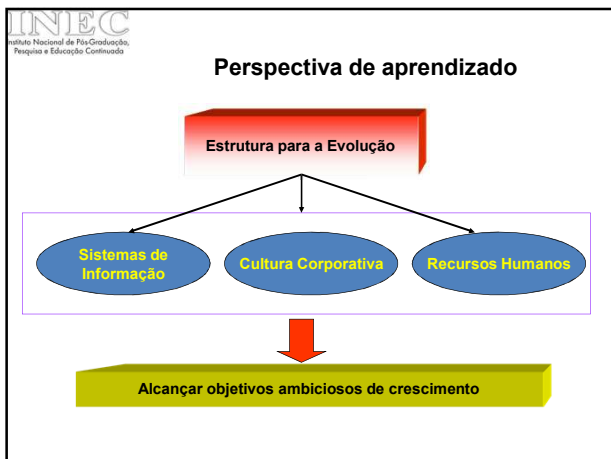 INEC
Instituto Nacional de Pós-Graduação,
Pesquisa e Educação Continuada
Perspectiva de aprendizado
Estrutura para a Evolução
Sistemas de
Informação
Cultura Corporativa
Recursos Humanos
Alcançar objetivos ambiciosos de crescimento